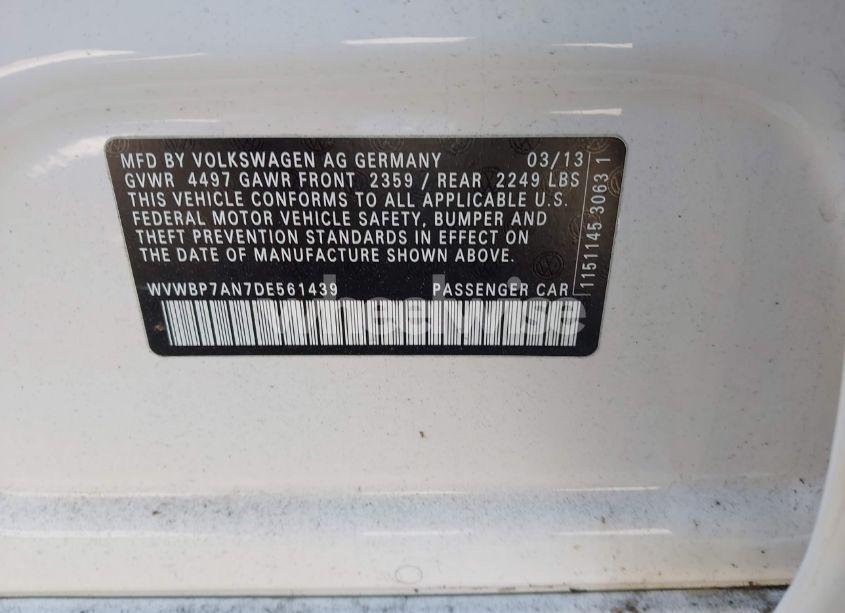 MFD BY VOLKSWAGEN AG GERMANY 03/13
GVWR 4497 GAWR FRONT 2359 / REAR 2249 LBS
THIS VEHICLE CONFORMS TO ALL APPLICABLE U.S.
FEDERAL MOTOR VEHICLE SAFETY, BUMPER AND
THEFT PREVENTION STANDARDS IN EFFECT ON
THE DATE OF MANUFACTURE SHOWN ABOVE.
WVWBP7AN7DE561439 PASSENGER CAR
1151145 3063 1
wheelwise